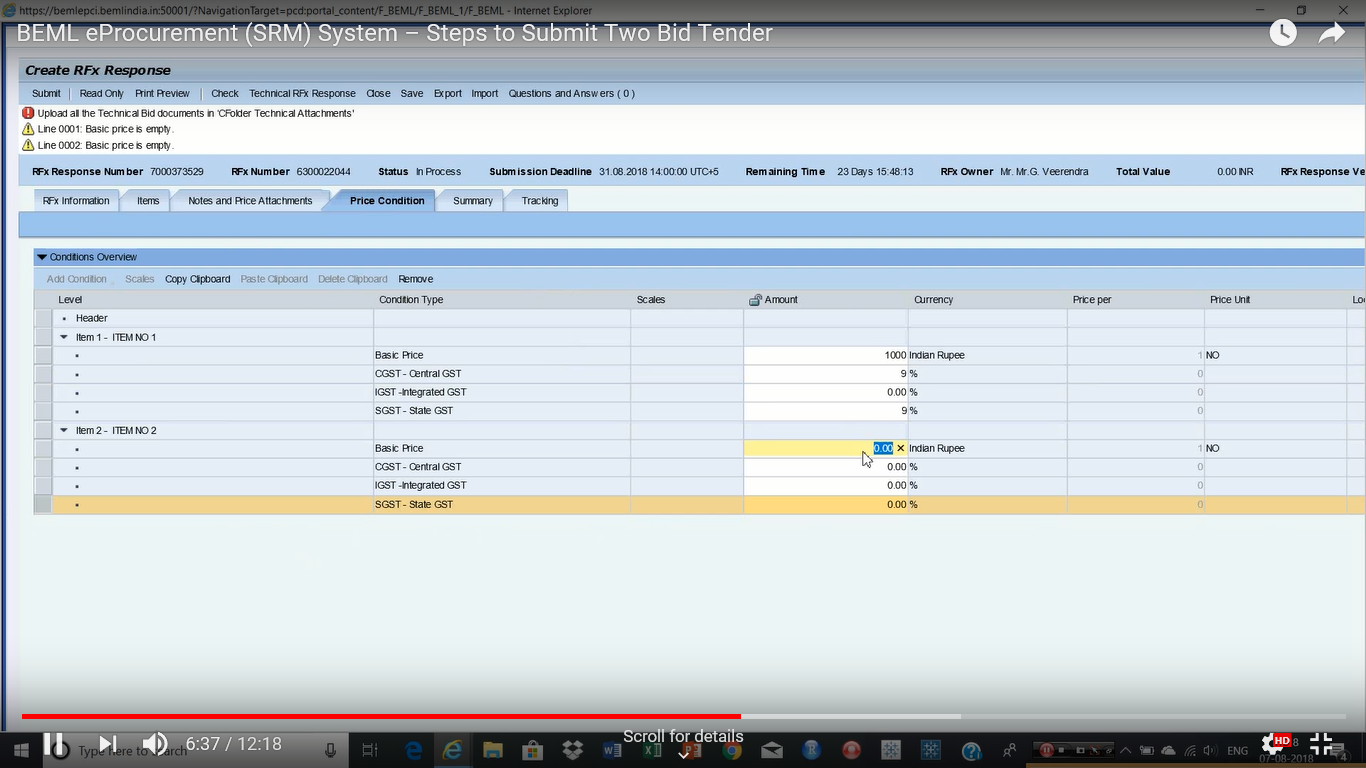 https://bemlepci.bemlindia.in:50001/?NavigationTarget=pcd:portal_content/F_BEML/F_BEML_1/F_BEML - Internet Explorer
BEML eProcurement (SRM) System – Steps to Submit Two Bid Tender
Create RFx Response
Submit Read Only Print Preview Check Technical RFx Response Close Save Export Import Questions and Answers ( 0 )
Upload all the Technical Bid documents in 'CFolder Technical Attachments'
Line 0001: Basic price is empty.
Line 0002: Basic price is empty.
RFx Response Number 7000373529 RFx Number 6300022044 Status In Process Submission Deadline 31.08.2018 14:00:00 UTC+5 Remaining Time 23 Days 15:48:13 RFx Owner Mr. Mr.G. Veerendra Total Value 0.00 INR RFx Response Ve
RFx Information Items Notes and Price Attachments Price Condition Summary Tracking
Conditions Overview
Add Condition Scales Copy Clipboard Paste Clipboard Delete Clipboard Remove
Level Condition Type Scales Amount Currency Price per Price Unit Lo
Header
Item 1 - ITEM NO 1
Basic Price 1000 Indian Rupee 1 NO
CGST - Central GST 9 % 0
IGST -Integrated GST 0.00 % 0
SGST - State GST 9 % 0
Item 2 - ITEM NO 2
Basic Price 0.00 Indian Rupee 1 NO
CGST - Central GST 0.00 % 0
IGST -Integrated GST 0.00 % 0
SGST - State GST 0.00 % 0
Type here to search
6:37 / 12:18
Scroll for details
ENG
HD
07-08-2018